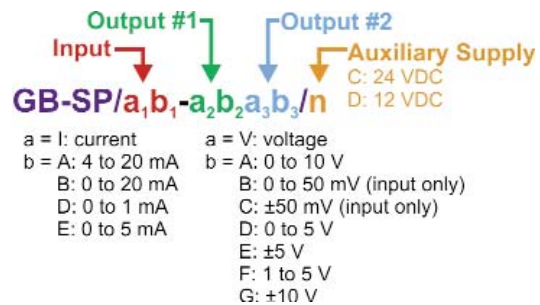 Output #1 Output #2
Input Auxiliary Supply
C: 24 VDC
GB-SP/a₁b₁-a₂b₂a₃b₃/n D: 12 VDC
a = I: current a = V: voltage
b = A: 4 to 20 mA b = A: 0 to 10 V
B: 0 to 20 mA B: 0 to 50 mV (input only)
D: 0 to 1 mA C: ±50 mV (input only)
E: 0 to 5 mA D: 0 to 5 V
E: ±5 V
F: 1 to 5 V
G: ±10 V